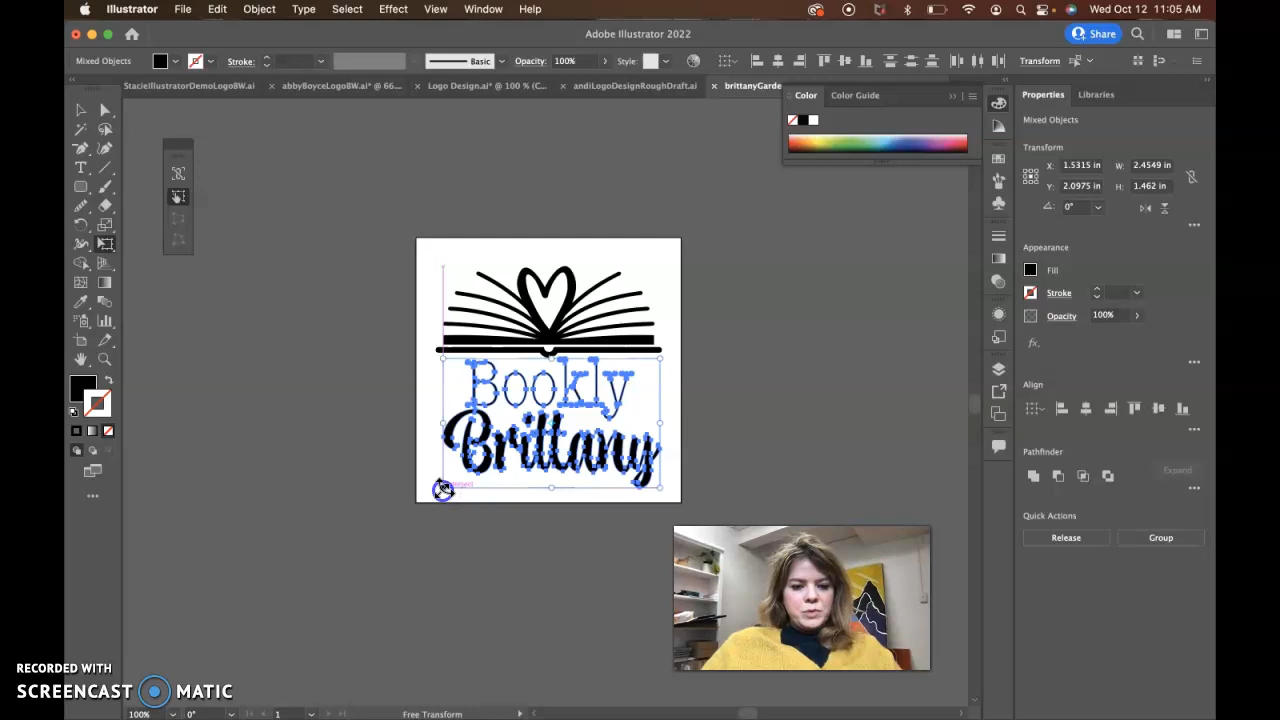 Illustrator File Edit Object Type Select Effect View Window Help Wed Oct 12 11:05 AM
Adobe Illustrator 2022 Share
Mixed Objects Stroke: Basic Opacity: 100% Style: Transform
StacieIllustratorDemoLogoBW.ai abbyBoyceLogoBW.ai* @ 66.... Logo Design.ai* @ 100 % (C... andiLogoDesignRoughDraft.ai brittanyGarde
Color Color Guide
Properties Libraries
Mixed Objects
Transform
X: 1.5315 in W: 2.4549 in
Y: 2.0975 in H: 1.462 in
0°
Appearance
Fill
Stroke
Opacity 100%
fx.
Align
Pathfinder
Expand
Quick Actions
Release Group
Bookly
Brittany
RECORDED WITH
SCREENCAST MATIC
100% 0° 1 Free Transform